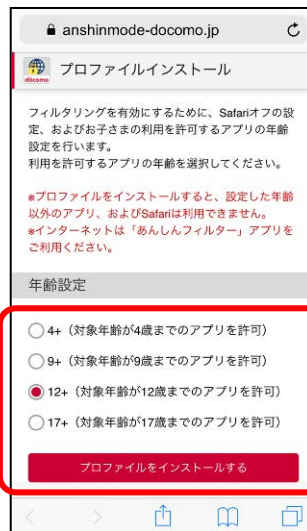 anshinmode-docomo.jp
docomo
プロファイルインストール
フィルタリングを有効にするために、Safariオフの設
定、およびお子さまの利用を許可するアプリの年齢
設定を行います。
利用を許可するアプリの年齢を選択してください。
※プロファイルをインストールすると、設定した年齢
以外のアプリ、およびSafariは利用できません。
※インターネットは「あんしんフィルター」アプリを
ご利用ください。
年齢設定
4+（対象年齢が4歳までのアプリを許可）
9+（対象年齢が9歳までのアプリを許可）
12+（対象年齢が12歳までのアプリを許可）
17+（対象年齢が17歳までのアプリを許可）
プロファイルをインストールする